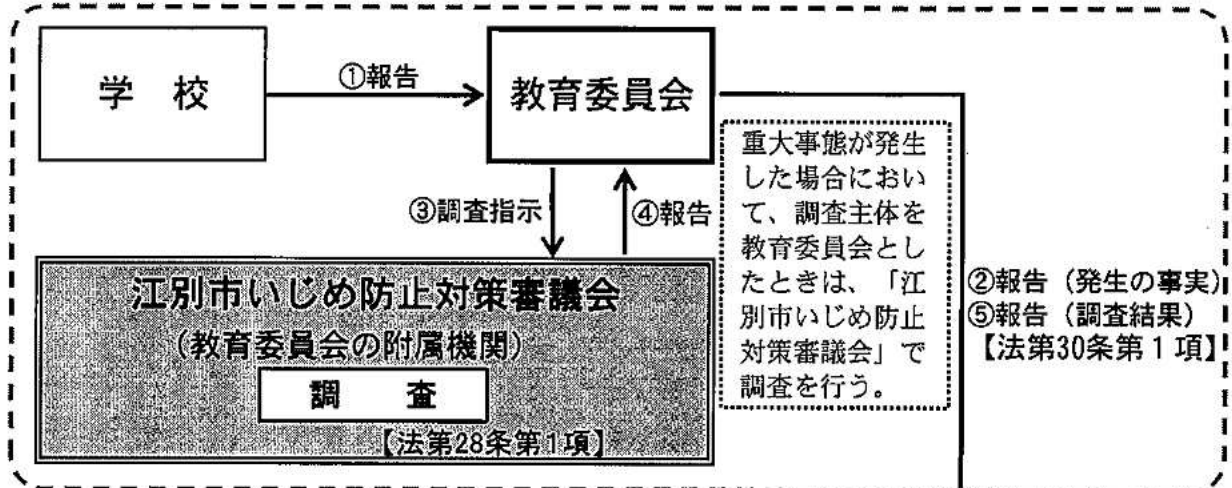 学 校
①報告
教育委員会
③調査指示
④報告
重大事態が発生
した場合におい
て、調査主体を
教育委員会とし
たときは、「江
別市いじめ防止
対策審議会」で
調査を行う。
②報告（発生の事実）
⑤報告（調査結果）
【法第30条第１項】
江別市いじめ防止対策審議会
（教育委員会の附属機関）
調 査
【法第28条第１項】